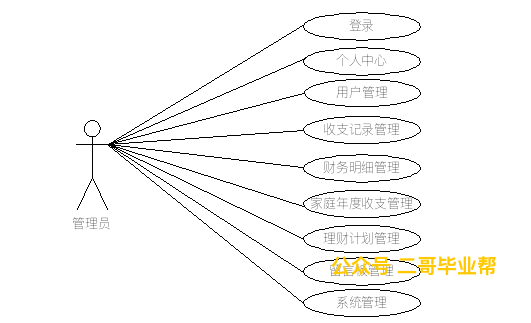 登录
个人中心
用户管理
收支记录管理
财务明细管理
管理员
家庭年度收支管理
理财计划管理
公众号 二哥毕业帮
留言板管理
系统管理